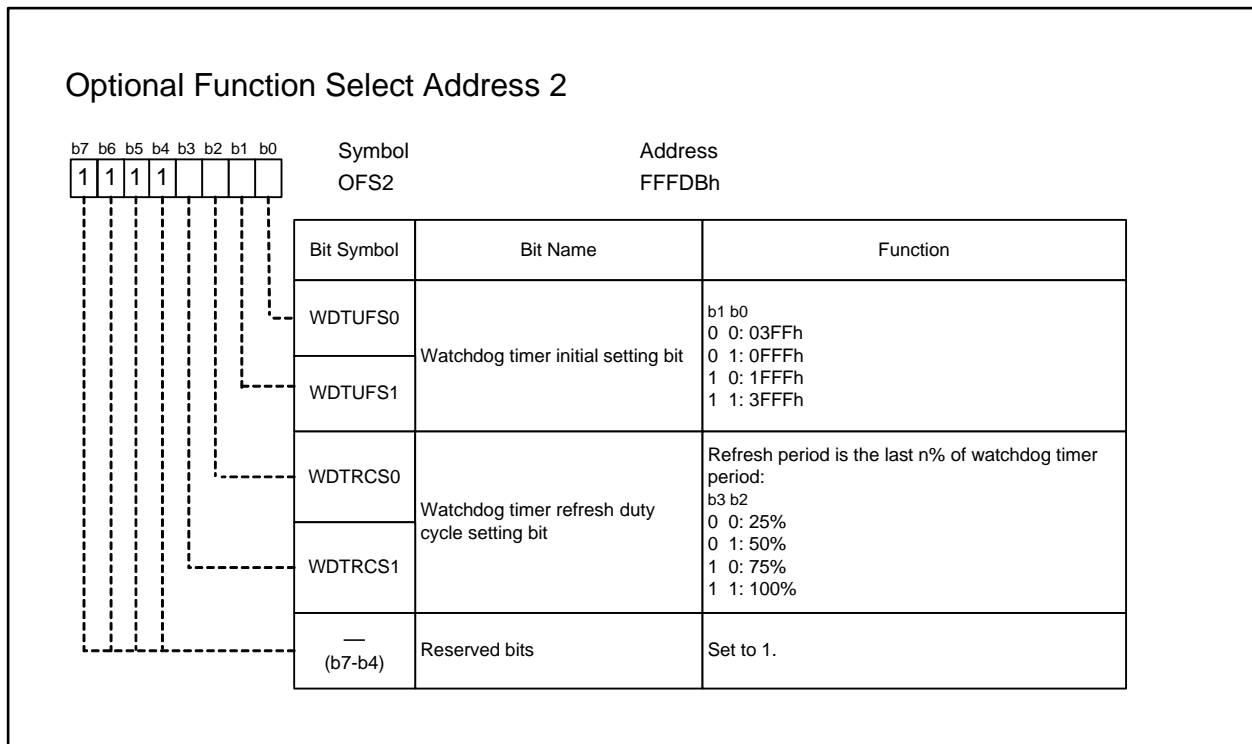 Optional Function Select Address 2
b7 b6 b5 b4 b3 b2 b1 b0
1 1 1 1
Symbol Address
OFS2 FFFDBh
Bit Symbol Bit Name Function
WDTUFS0
WDTUFS1
Watchdog timer initial setting bit
b1 b0
0 0: 03FFh
0 1: 0FFFh
1 0: 1FFFh
1 1: 3FFFh
WDTRCS0
WDTRCS1
Watchdog timer refresh duty
cycle setting bit
Refresh period is the last n% of watchdog timer
period:
b3 b2
0 0: 25%
0 1: 50%
1 0: 75%
1 1: 100%
—
(b7-b4)
Reserved bits
Set to 1.